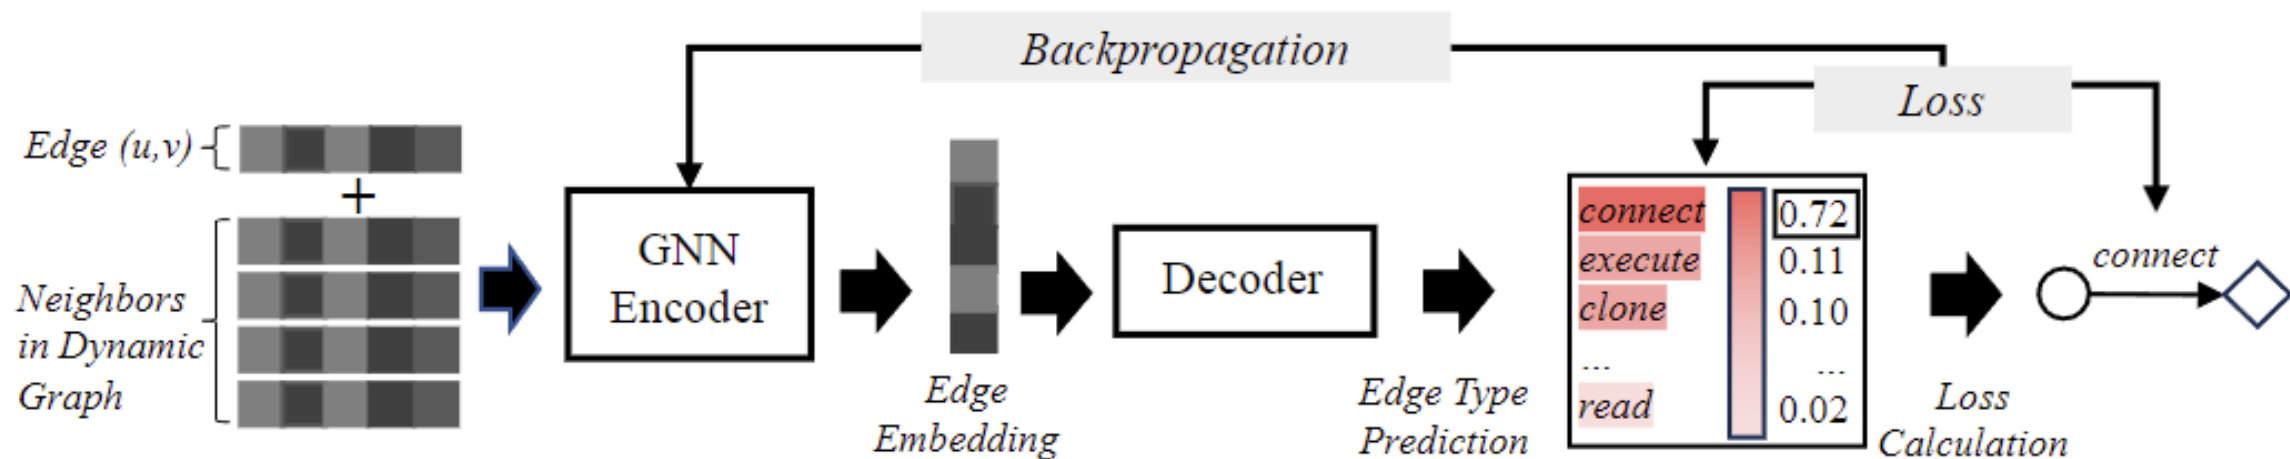 Backpropagation
Loss
Edge (u,v)
+
Neighbors
in Dynamic
Graph
GNN
Encoder
Edge
Embedding
Decoder
Edge Type
Prediction
connect 0.72
execute 0.11
clone 0.10
... ...
read 0.02
Loss
Calculation
connect